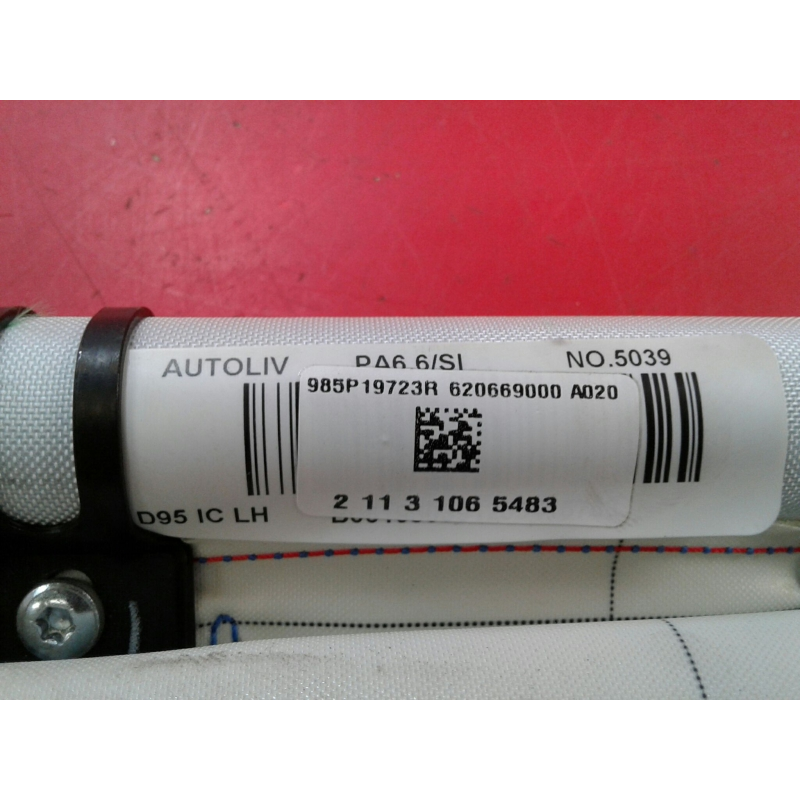 AUTOLIV PA6.6/SI NO.5039
985P19723R 620669000 A020
2 11 3 106 5483
D95 IC LH